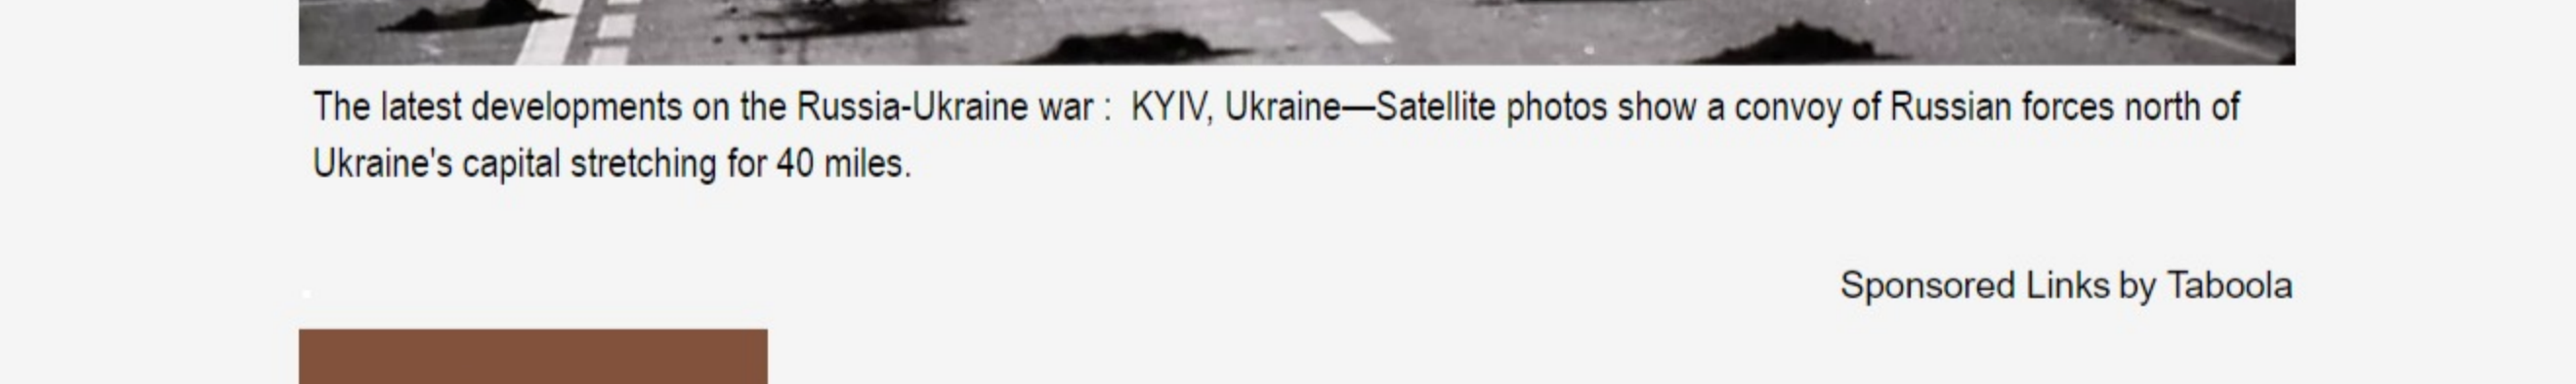 The latest developments on the Russia-Ukraine war :  KYIV, Ukraine—Satellite photos show a convoy of Russian forces north of
Ukraine's capital stretching for 40 miles.
Sponsored Links by Taboola